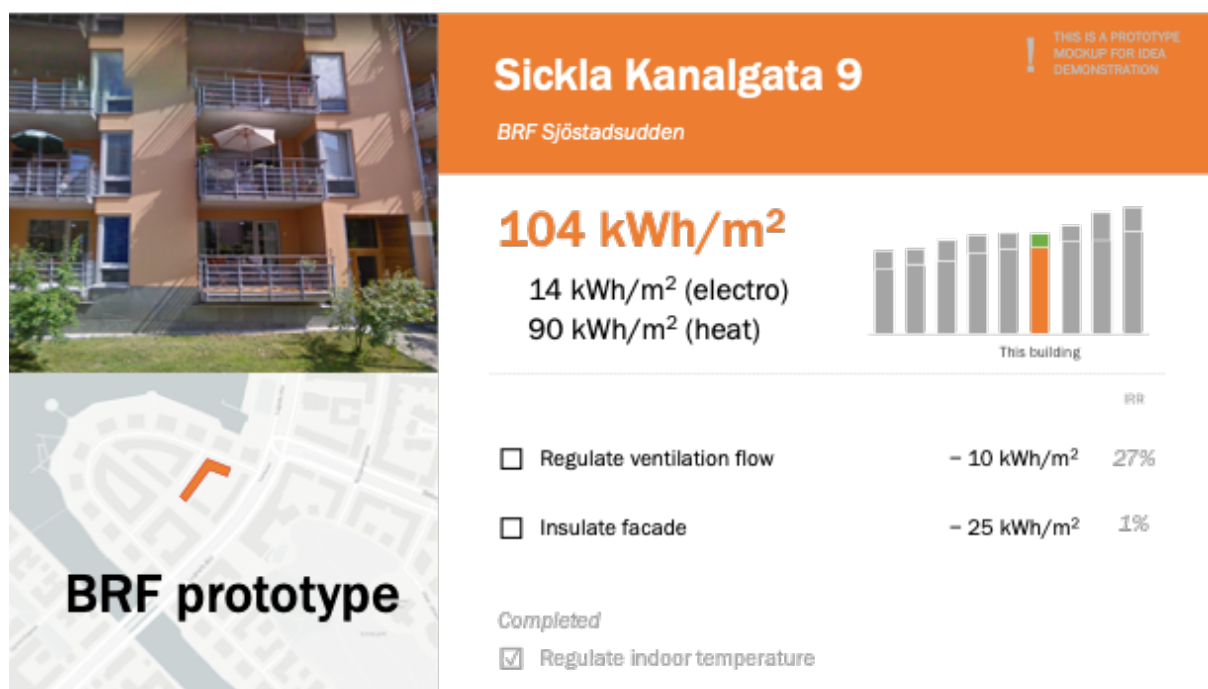 Sickla Kanalgata 9
THIS IS A PROTOTYPE
MOCKUP FOR IDEA
DEMONSTRATION
BRF Sjöstadsudden
104 kWh/m²
14 kWh/m² (electro)
90 kWh/m² (heat)
This building
IRR
Regulate ventilation flow − 10 kWh/m² 27%
Insulate facade − 25 kWh/m² 1%
BRF prototype
Completed
Regulate indoor temperature